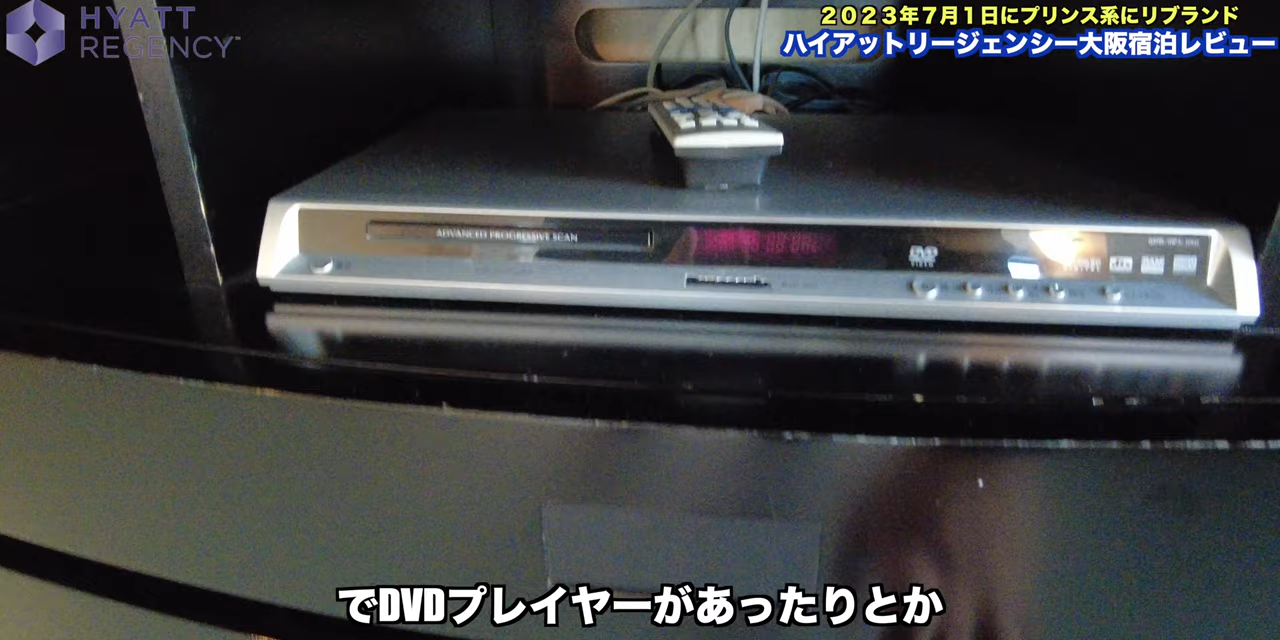 HYATT
REGENCY™
2023年7月1日にプリンス系にリブランド
ハイアットリージェンシー大阪宿泊レビュー
ADVANCED PROGRESSIVE SCAN
DVD
VIDEO
でDVDプレイヤーがあったりとか